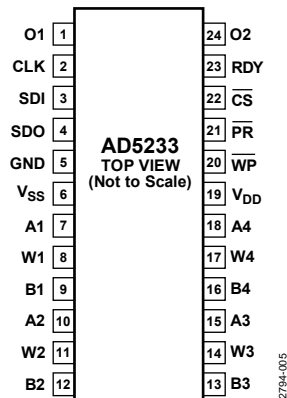 O1 1 24 O2
CLK 2 23 RDY
SDI 3 22 CS
SDO 4 21 PR
AD5233
TOP VIEW
(Not to Scale)
GND 5 20 WP
VSS 6 19 VDD
A1 7 18 A4
W1 8 17 W4
B1 9 16 B4
A2 10 15 A3
W2 11 14 W3
B2 12 13 B3
2794-005